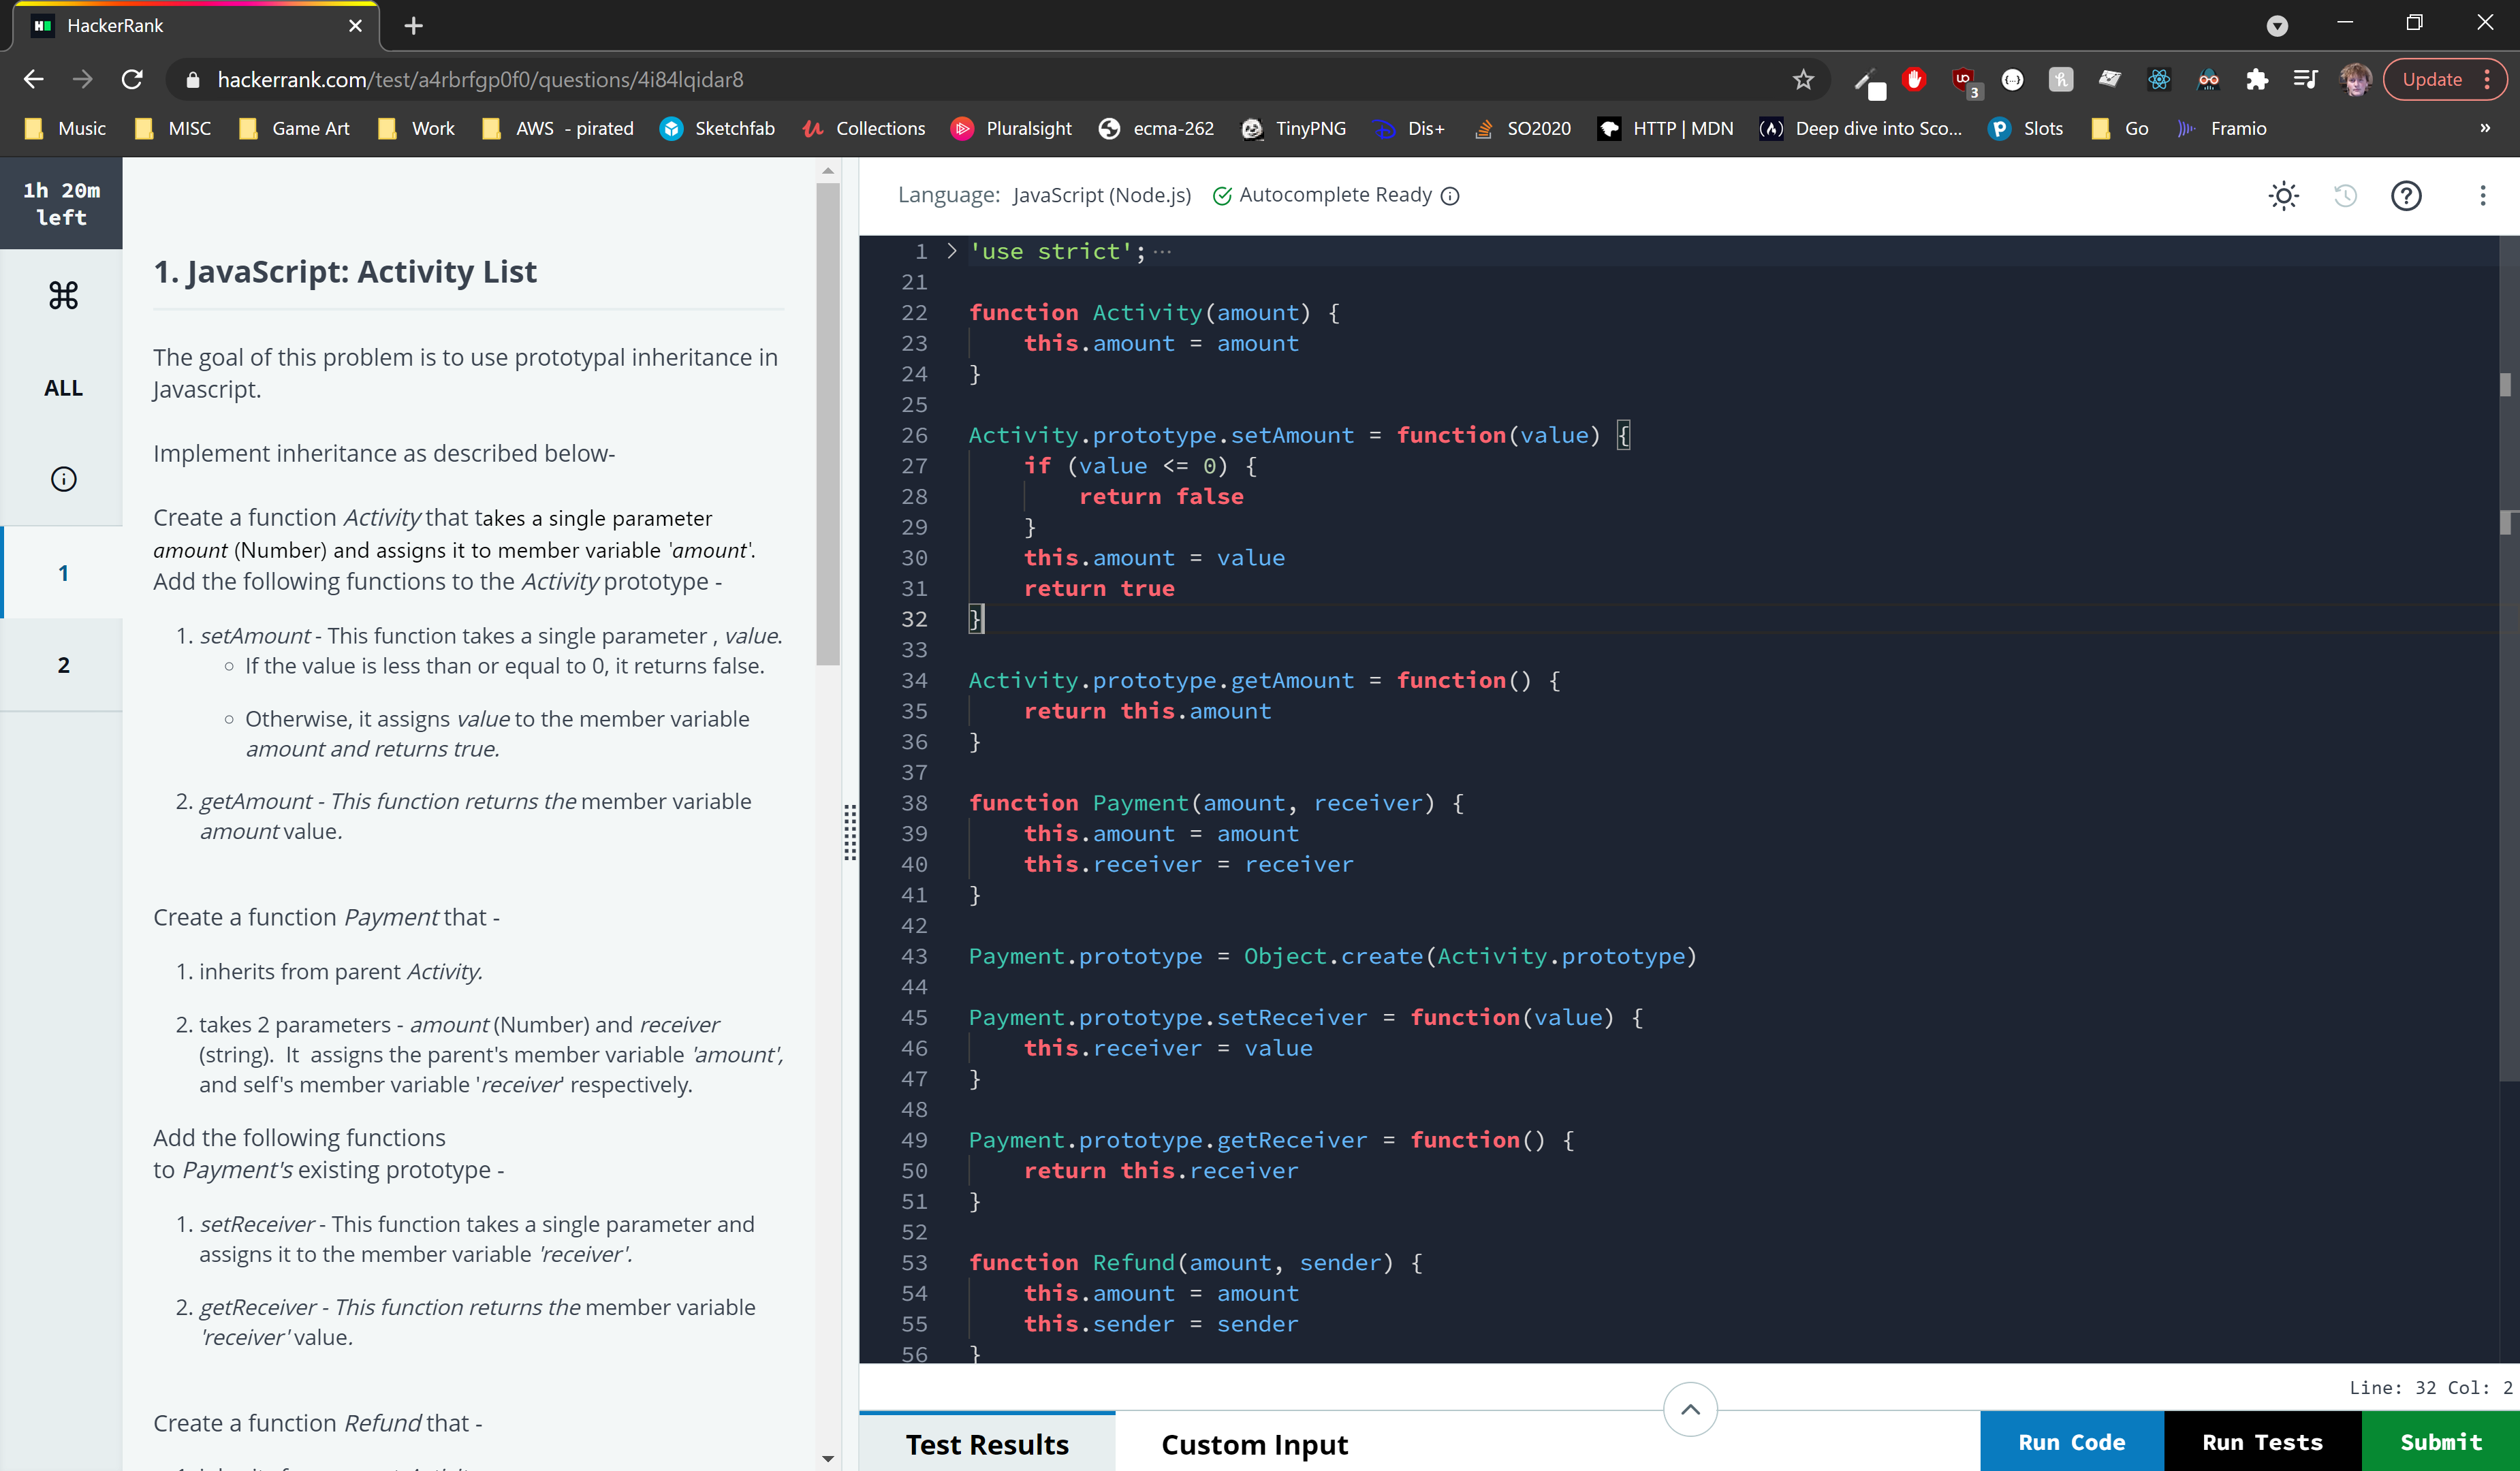 HackerRank
hackerrank.com/test/a4rbrfgp0f0/questions/4i84lqidar8
3
Update
Music MISC Game Art Work AWS - pirated Sketchfab Collections Pluralsight ecma-262 TinyPNG Dis+ SO2020 HTTP | MDN Deep dive into Sco... Slots Go Framio »
1h 20m
left
ALL
1
2
1. JavaScript: Activity List
The goal of this problem is to use prototypal inheritance in
Javascript.
Implement inheritance as described below-
Create a function Activity that takes a single parameter
amount (Number) and assigns it to member variable 'amount'.
Add the following functions to the Activity prototype -
1. setAmount - This function takes a single parameter , value.
○ If the value is less than or equal to 0, it returns false.
○ Otherwise, it assigns value to the member variable
amount and returns true.
2. getAmount - This function returns the member variable
amount value.
Create a function Payment that -
1. inherits from parent Activity.
2. takes 2 parameters - amount (Number) and receiver
(string). It assigns the parent's member variable 'amount',
and self's member variable 'receiver' respectively.
Add the following functions
to Payment's existing prototype -
1. setReceiver - This function takes a single parameter and
assigns it to the member variable 'receiver'.
2. getReceiver - This function returns the member variable
'receiver' value.
Create a function Refund that -
Language: JavaScript (Node.js) Autocomplete Ready
1 > 'use strict'; ···
21
22 function Activity(amount) {
23 this.amount = amount
24 }
25
26 Activity.prototype.setAmount = function(value) {
27 if (value <= 0) {
28 return false
29 }
30 this.amount = value
31 return true
32 }
33
34 Activity.prototype.getAmount = function() {
35 return this.amount
36 }
37
38 function Payment(amount, receiver) {
39 this.amount = amount
40 this.receiver = receiver
41 }
42
43 Payment.prototype = Object.create(Activity.prototype)
44
45 Payment.prototype.setReceiver = function(value) {
46 this.receiver = value
47 }
48
49 Payment.prototype.getReceiver = function() {
50 return this.receiver
51 }
52
53 function Refund(amount, sender) {
54 this.amount = amount
55 this.sender = sender
56 }
Line: 32 Col: 2
Test Results Custom Input Run Code Run Tests Submit